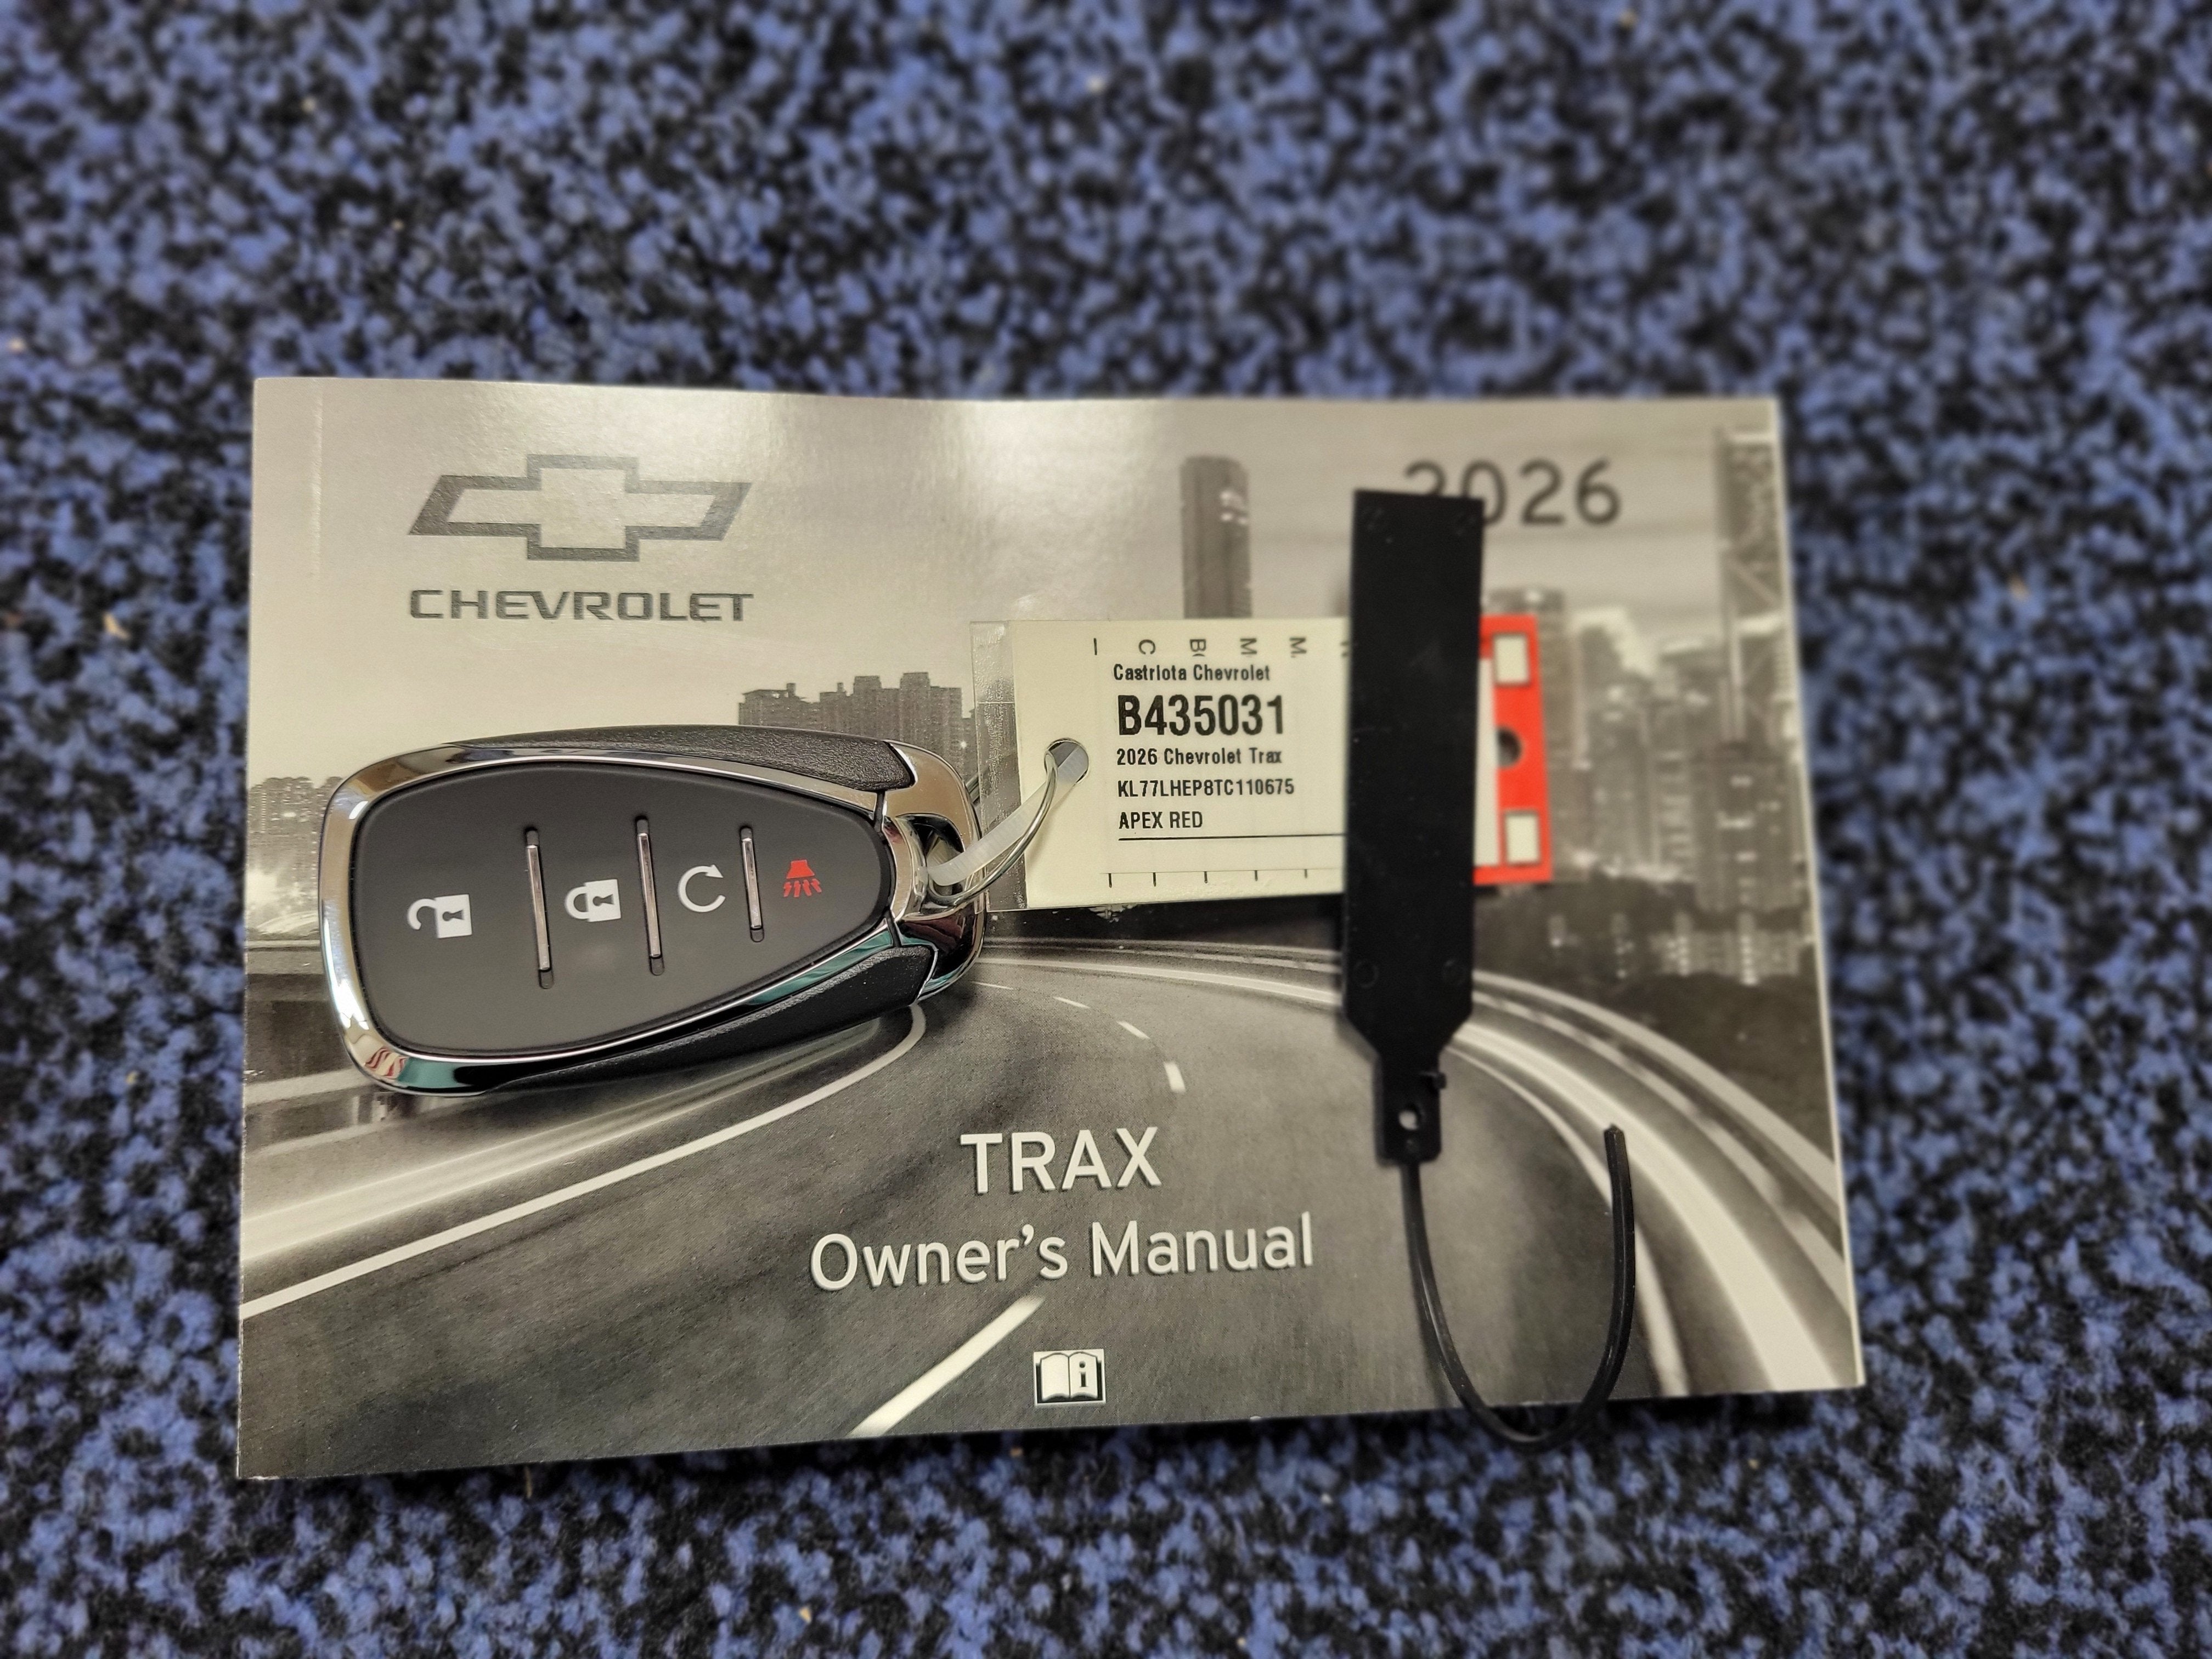 2026
CHEVROLET
I C B M M
Castriota Chevrolet
B435031
2026 Chevrolet Trax
KL77LHEP8TC110675
APEX RED
TRAX
Owner's Manual
i